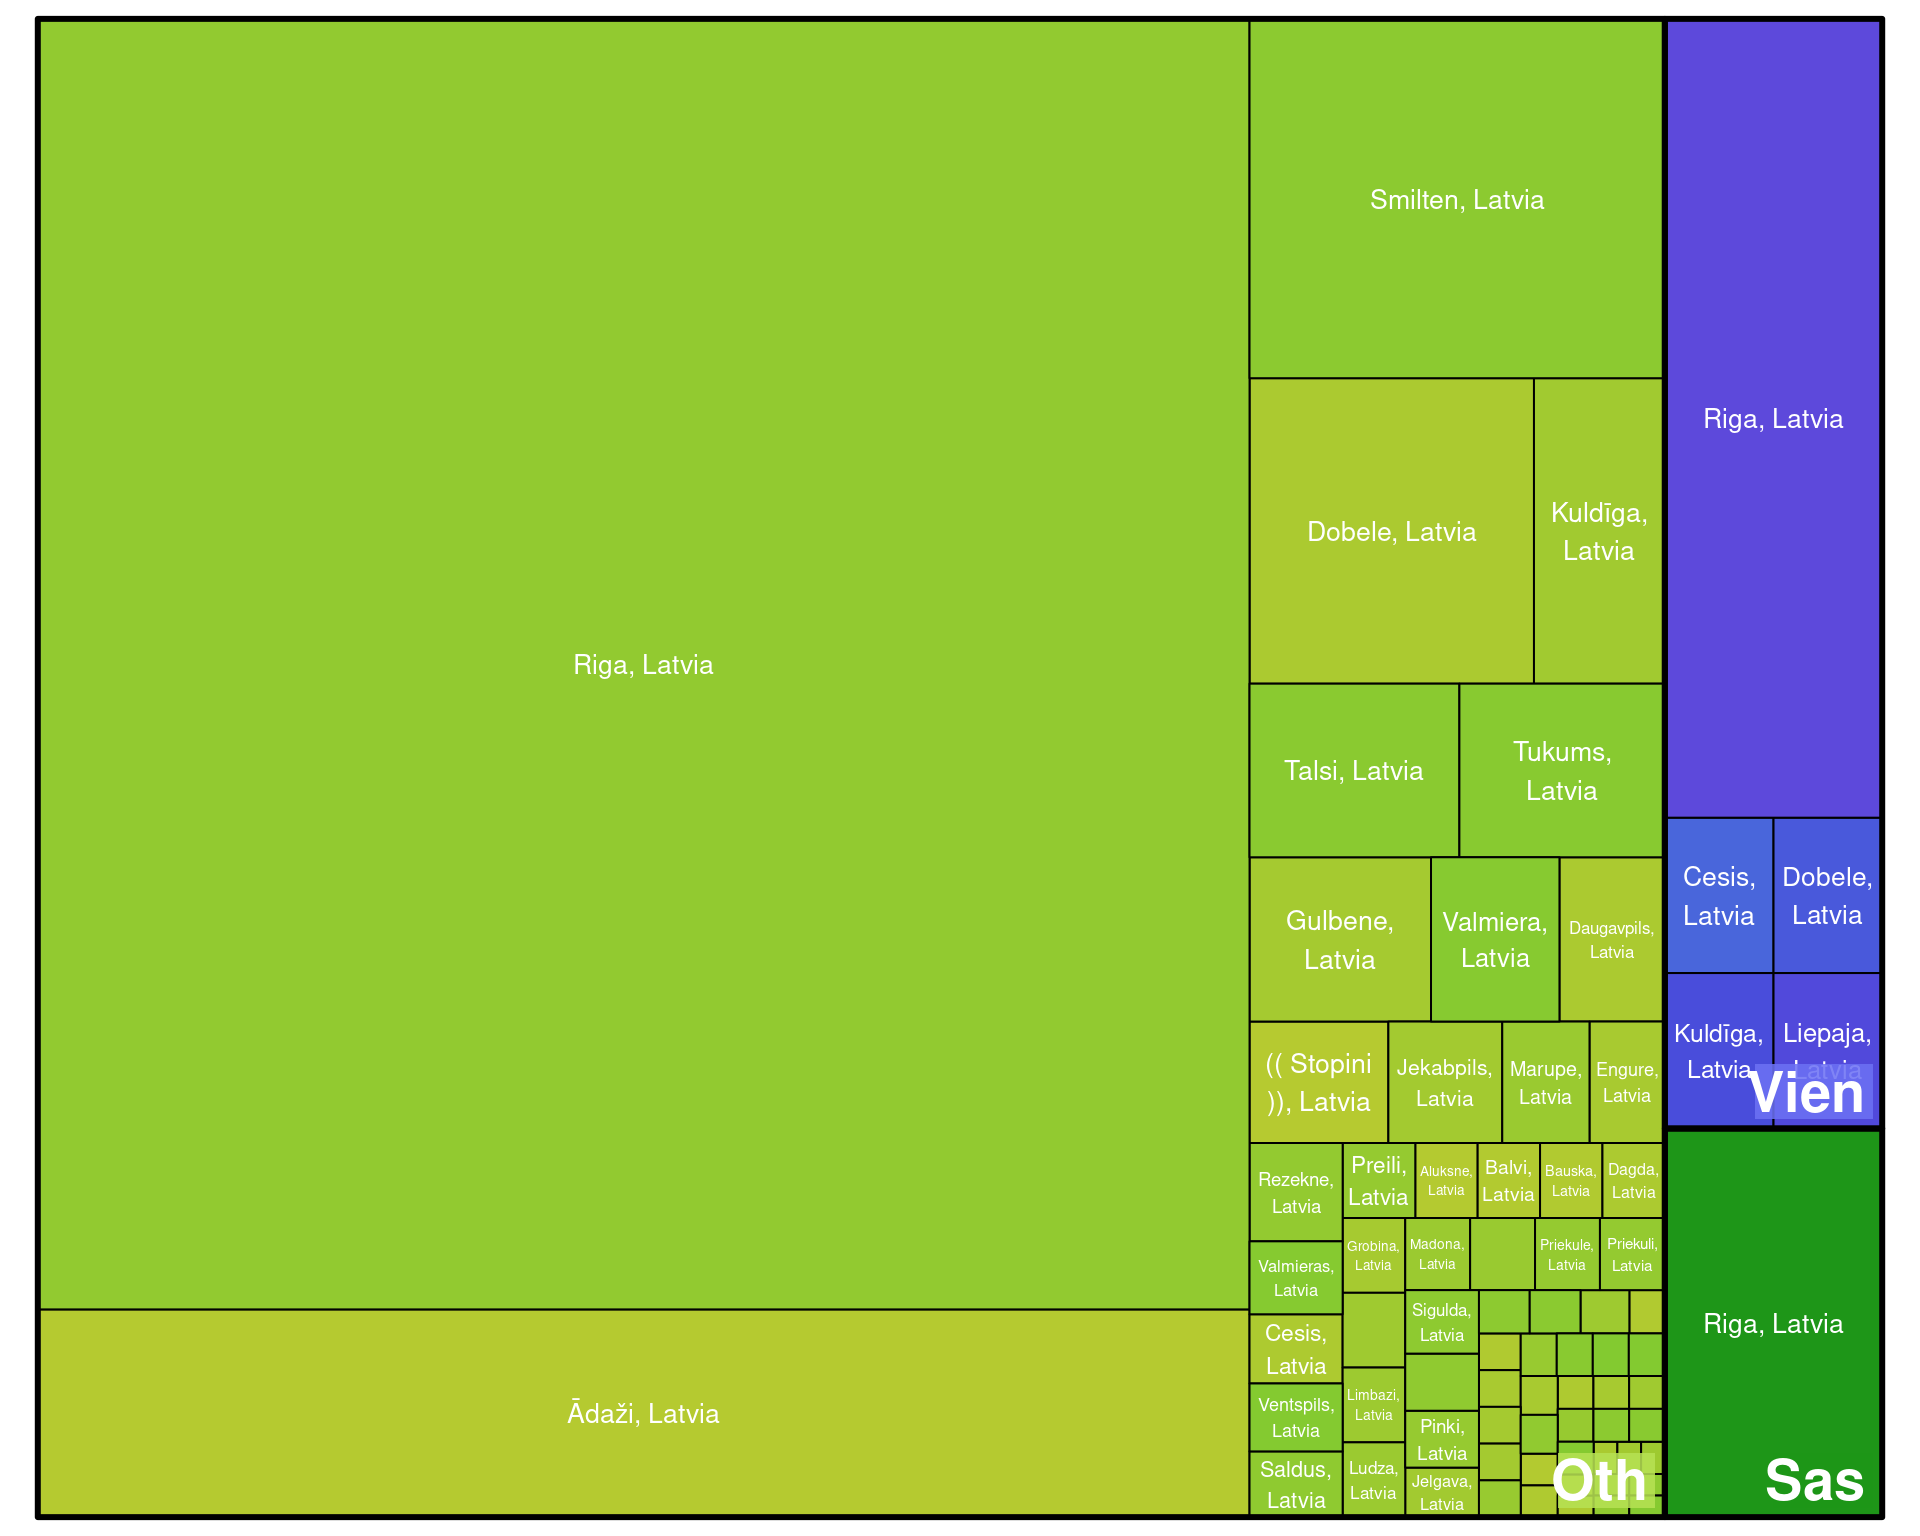 Riga, Latvia
Ādaži, Latvia
Smilten, Latvia
Dobele, Latvia
Kuldīga,
Latvia
Talsi, Latvia
Tukums,
Latvia
Gulbene,
Latvia
Valmiera,
Latvia
Daugavpils,
Latvia
(( Stopini
)), Latvia
Jekabpils,
Latvia
Marupe,
Latvia
Engure,
Latvia
Rezekne,
Latvia
Valmieras,
Latvia
Cesis,
Latvia
Ventspils,
Latvia
Saldus,
Latvia
Preili,
Latvia
Aluksne,
Latvia
Balvi,
Latvia
Bauska,
Latvia
Dagda,
Latvia
Grobina,
Latvia
Madona,
Latvia
Priekule,
Latvia
Priekuli,
Latvia
Limbazi,
Latvia
Ludza,
Latvia
Sigulda,
Latvia
Pinki,
Latvia
Jelgava,
Latvia
Oth
Riga, Latvia
Cesis,
Latvia
Dobele,
Latvia
Kuldīga,
Latvia
Liepaja,
Latvia
Vien
Riga, Latvia
Sas